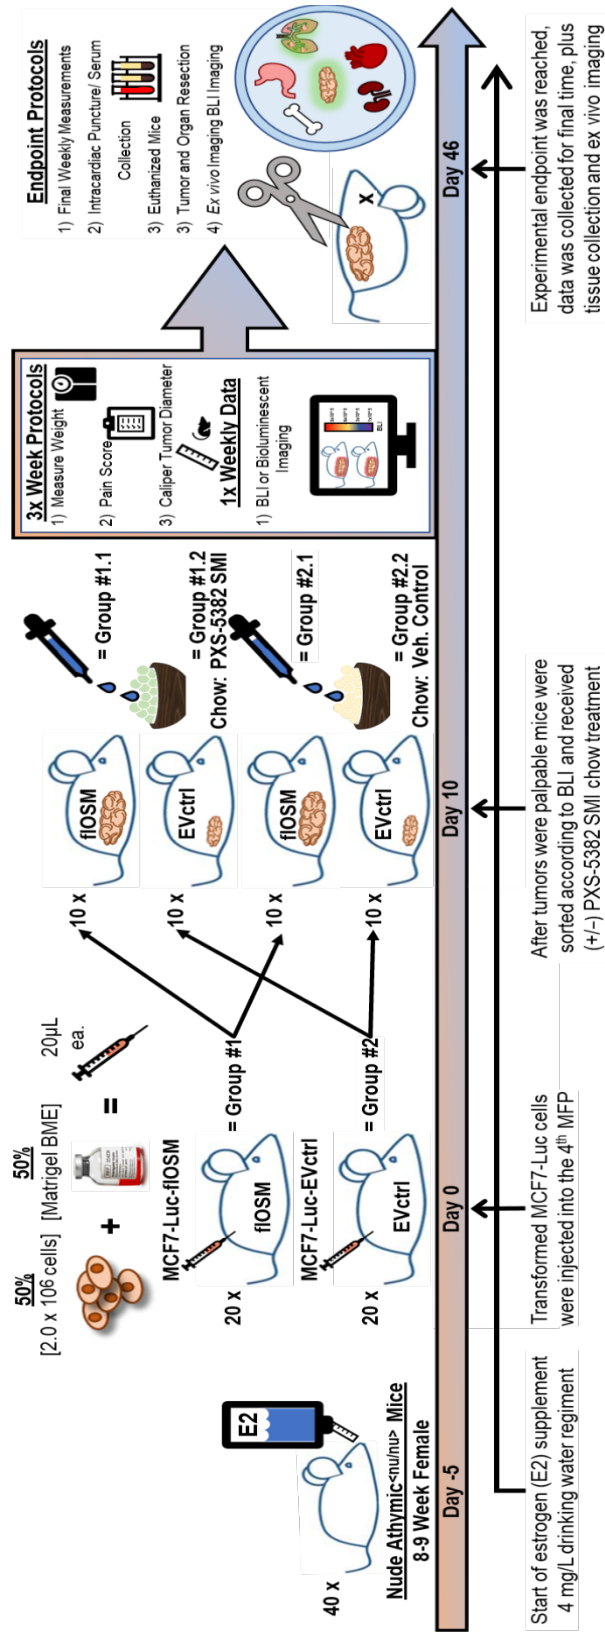 40 x
E2
Nude Athymic<nu/nu> Mice
8-9 Week Female
50%
[2.0 x 106 cells]
+
50%
[Matrigel BME]
=
20µL
ea.
MCF7-Luc-flOSM
20 x
flOSM
= Group #1
MCF7-Luc-EVctrl
20 x
EVctrl
= Group #2
10 x
flOSM
10 x
EVctrl
10 x
flOSM
10 x
EVctrl
= Group #1.1
= Group #1.2
Chow: PXS-5382 SMI
= Group #2.1
= Group #2.2
Chow: Veh. Control
3x Week Protocols
1) Measure Weight
2) Pain Score
3) Caliper Tumor Diameter
1x Weekly Data
1) BLI or Bioluminescent
Imaging
BLI
Endpoint Protocols
1) Final Weekly Measurements
2) Intracardiac Puncture/ Serum
Collection
3) Euthanized Mice
3) Tumor and Organ Resection
4) Ex vivo Imaging BLI Imaging
X
Day -5
Day 0
Day 10
Day 46
Start of estrogen (E2) supplement
4 mg/L drinking water regiment
Transformed MCF7-Luc cells
were injected into the 4th MFP
After tumors were palpable mice were
sorted according to BLI and received
(+/−) PXS-5382 SMI chow treatment
Experimental endpoint was reached,
data was collected for final time, plus
tissue collection and ex vivo imaging